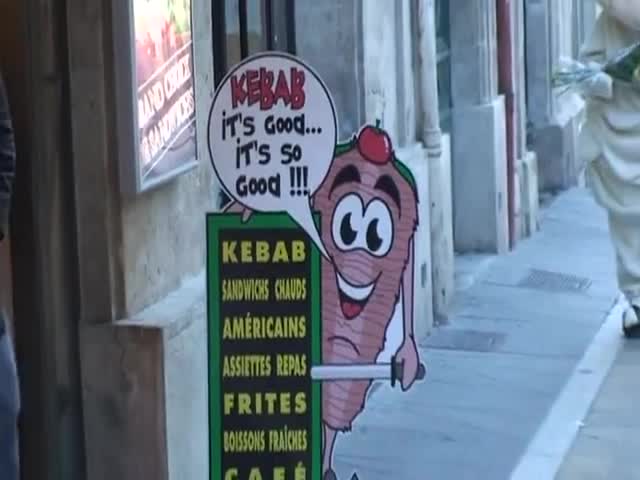 KEBAB
iT'S GOOD...
iT'S SO
GOOD !!!
KEBAB
SANDWICHS CHAUDS
AMÉRICAINS
ASSIETTES REPAS
FRITES
BOISSONS FRAÎCHES
CAFÉ